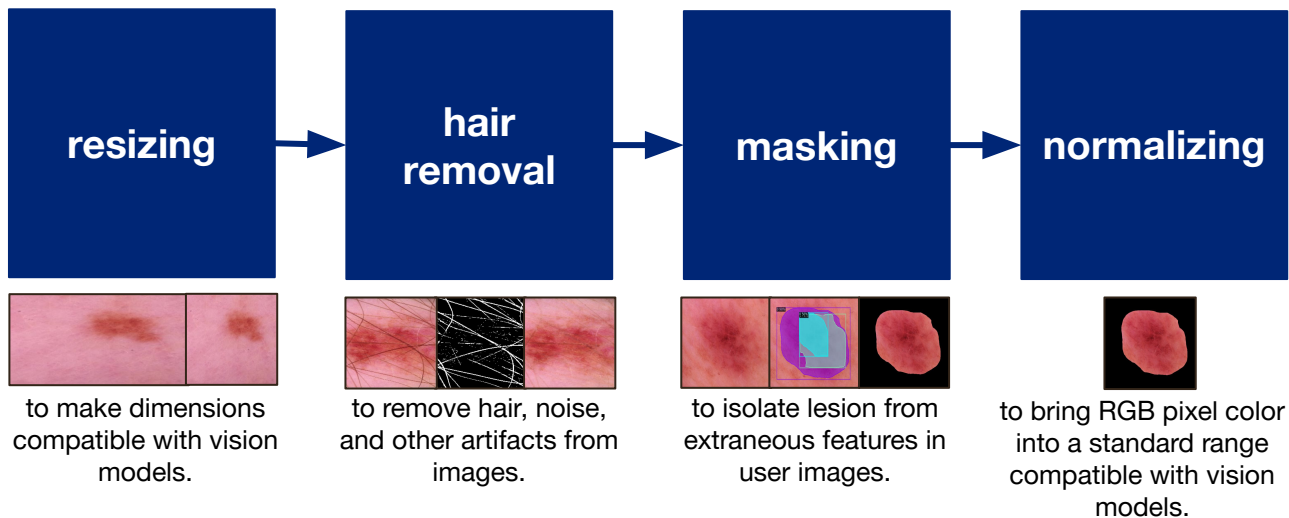 resizing
hair
removal
masking
normalizing
to make dimensions
compatible with vision
models.
to remove hair, noise,
and other artifacts from
images.
to isolate lesion from
extraneous features in
user images.
to bring RGB pixel color
into a standard range
compatible with vision
models.